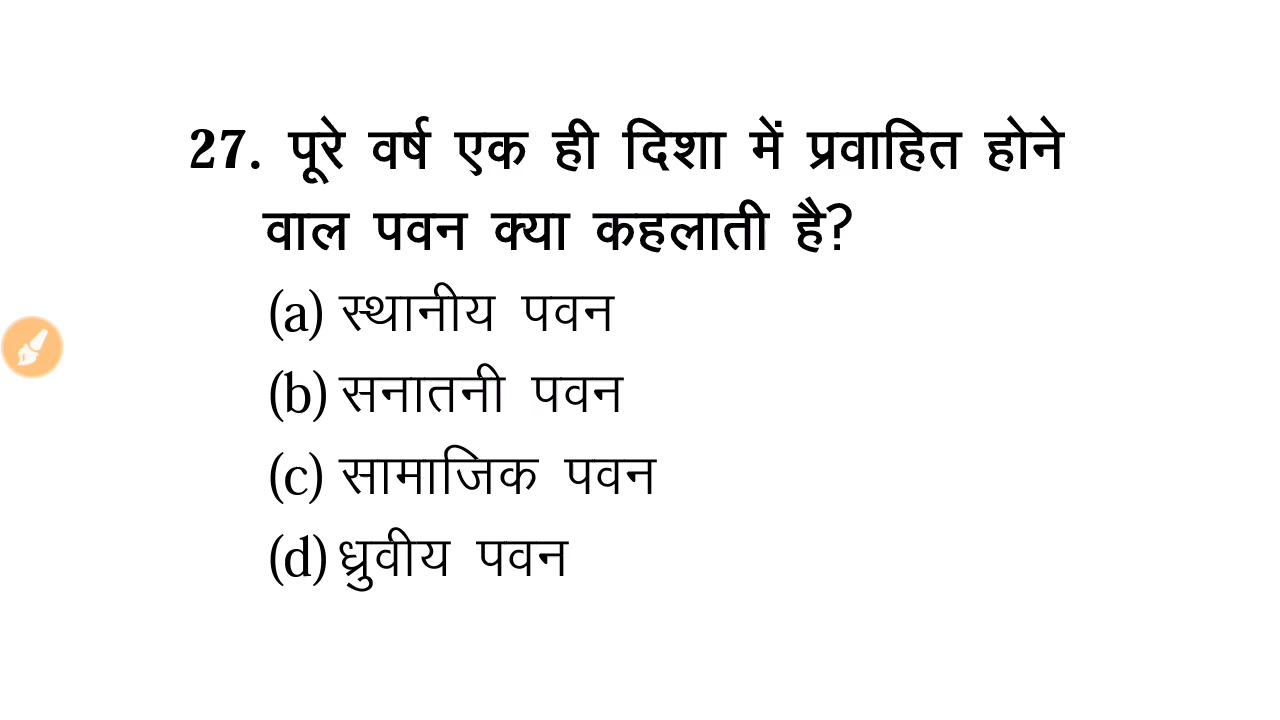 27. पूरे वर्ष एक ही दिशा में प्रवाहित होने
वाल पवन क्या कहलाती है?
(a) स्थानीय पवन
(b) सनातनी पवन
(c) सामाजिक पवन
(d) ध्रुवीय पवन